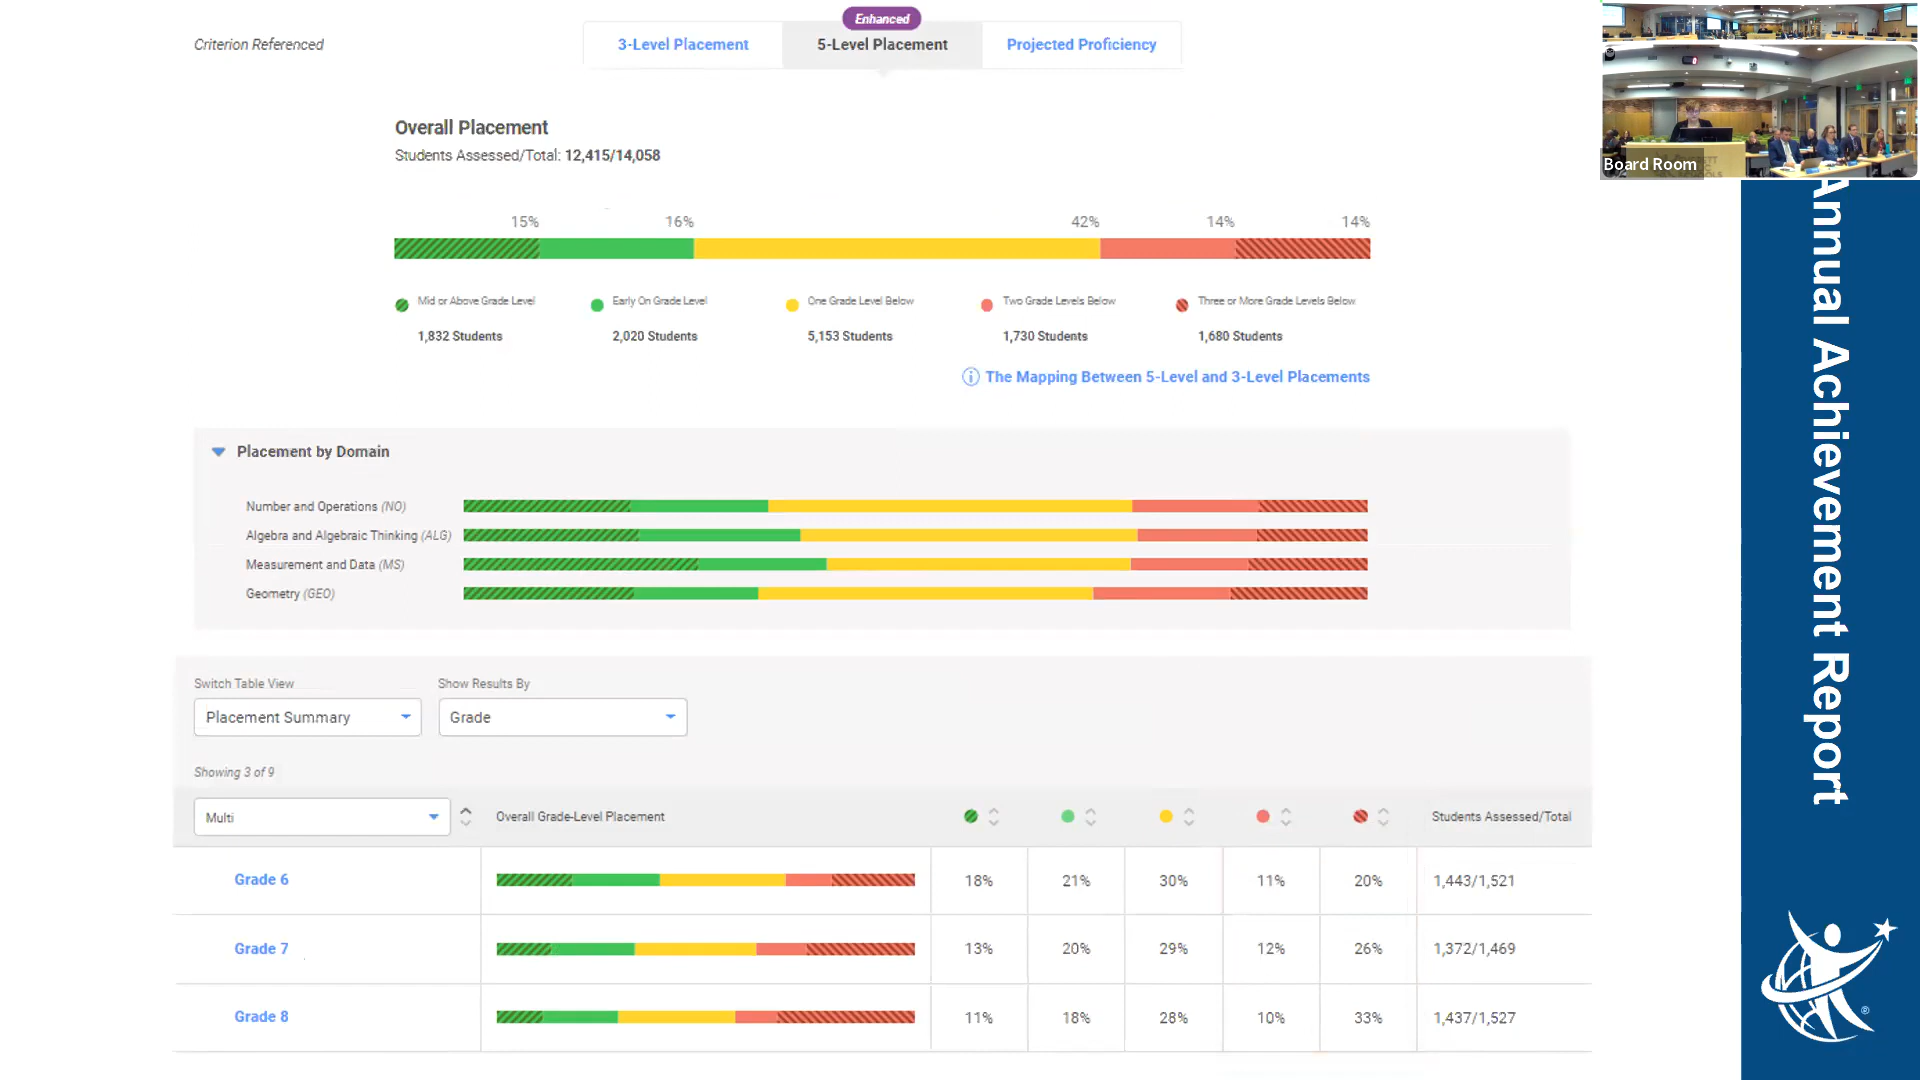 Enhanced
Criterion Referenced
3-Level Placement
5-Level Placement
Projected Proficiency
Overall Placement
Students Assessed/Total: 12,415/14,058
15% 16% 42% 14% 14%
Mid or Above Grade Level
Early On Grade Level
One Grade Level Below
Two Grade Levels Below
Three or More Grade Levels Below
1,832 Students
2,020 Students
5,153 Students
1,730 Students
1,680 Students
The Mapping Between 5-Level and 3-Level Placements
Placement by Domain
Number and Operations (NO)
Algebra and Algebraic Thinking (ALG)
Measurement and Data (MS)
Geometry (GEO)
Switch Table View
Show Results By
Placement Summary
Grade
Showing 3 of 9
Multi
Overall Grade-Level Placement
Students Assessed/Total
Grade 6 18% 21% 30% 11% 20% 1,443/1,521
Grade 7 13% 20% 29% 12% 26% 1,372/1,469
Grade 8 11% 18% 28% 10% 33% 1,437/1,527
Board Room
Annual Achievement Report
®